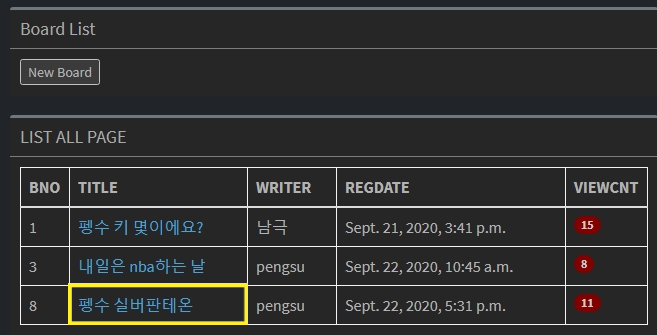 Board List
New Board
LIST ALL PAGE
BNO TITLE WRITER REGDATE VIEWCNT
1 펭수 키 몇이에요? 남극 Sept. 21, 2020, 3:41 p.m. 15
3 내일은 nba하는 날 pengsu Sept. 22, 2020, 10:45 a.m. 8
8 펭수 실버판테온 pengsu Sept. 22, 2020, 5:31 p.m. 11